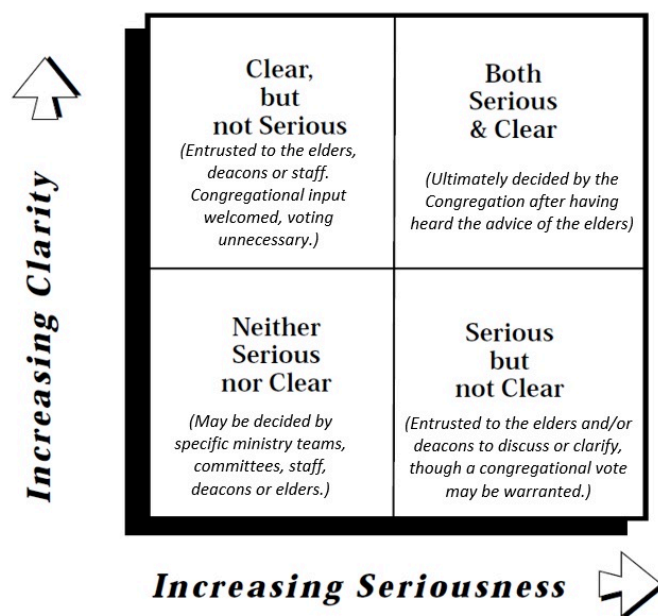 Clear,
but
not Serious
(Entrusted to the elders,
deacons or staff.
Congregational input
welcomed, voting
unnecessary.)
Both
Serious
& Clear
(Ultimately decided by the
Congregation after having
heard the advice of the elders)
Neither
Serious
nor Clear
(May be decided by
specific ministry teams,
committees, staff,
deacons or elders.)
Serious
but
not Clear
(Entrusted to the elders and/or
deacons to discuss or clarify,
though a congregational vote
may be warranted.)
Increasing Clarity
Increasing Seriousness